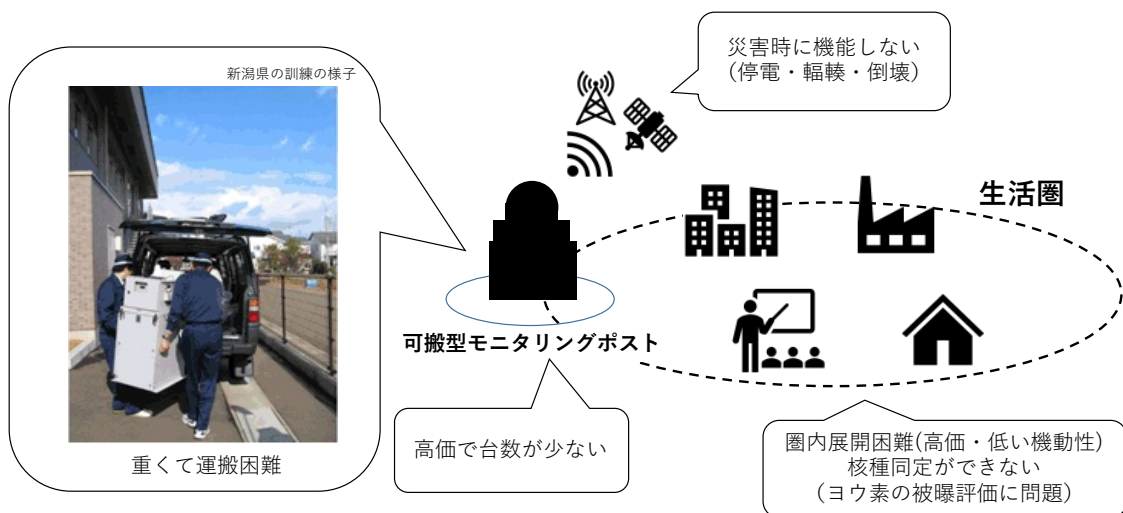 新潟県の訓練の様子
重くて運搬困難
災害時に機能しない
(停電・輻輳・倒壊)
生活圏
可搬型モニタリングポスト
高価で台数が少ない
圏内展開困難(高価・低い機動性)
核種同定ができない
(ヨウ素の被曝評価に問題)